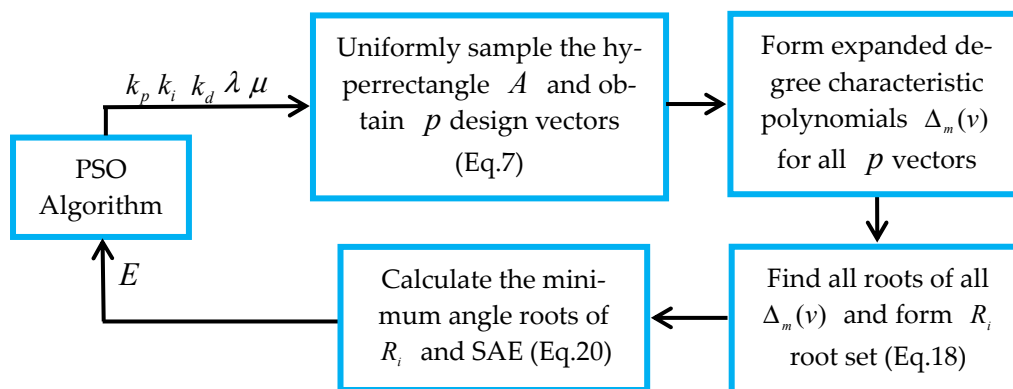 k_p k_i k_d λ μ
PSO
Algorithm
Uniformly sample the hy-
perrectangle A and ob-
tain p design vectors
(Eq.7)
Form expanded de-
gree characteristic
polynomials Δ_m(v)
for all p vectors
Find all roots of all
Δ_m(v) and form R_i
root set (Eq.18)
Calculate the mini-
mum angle roots of
R_i and SAE (Eq.20)
E